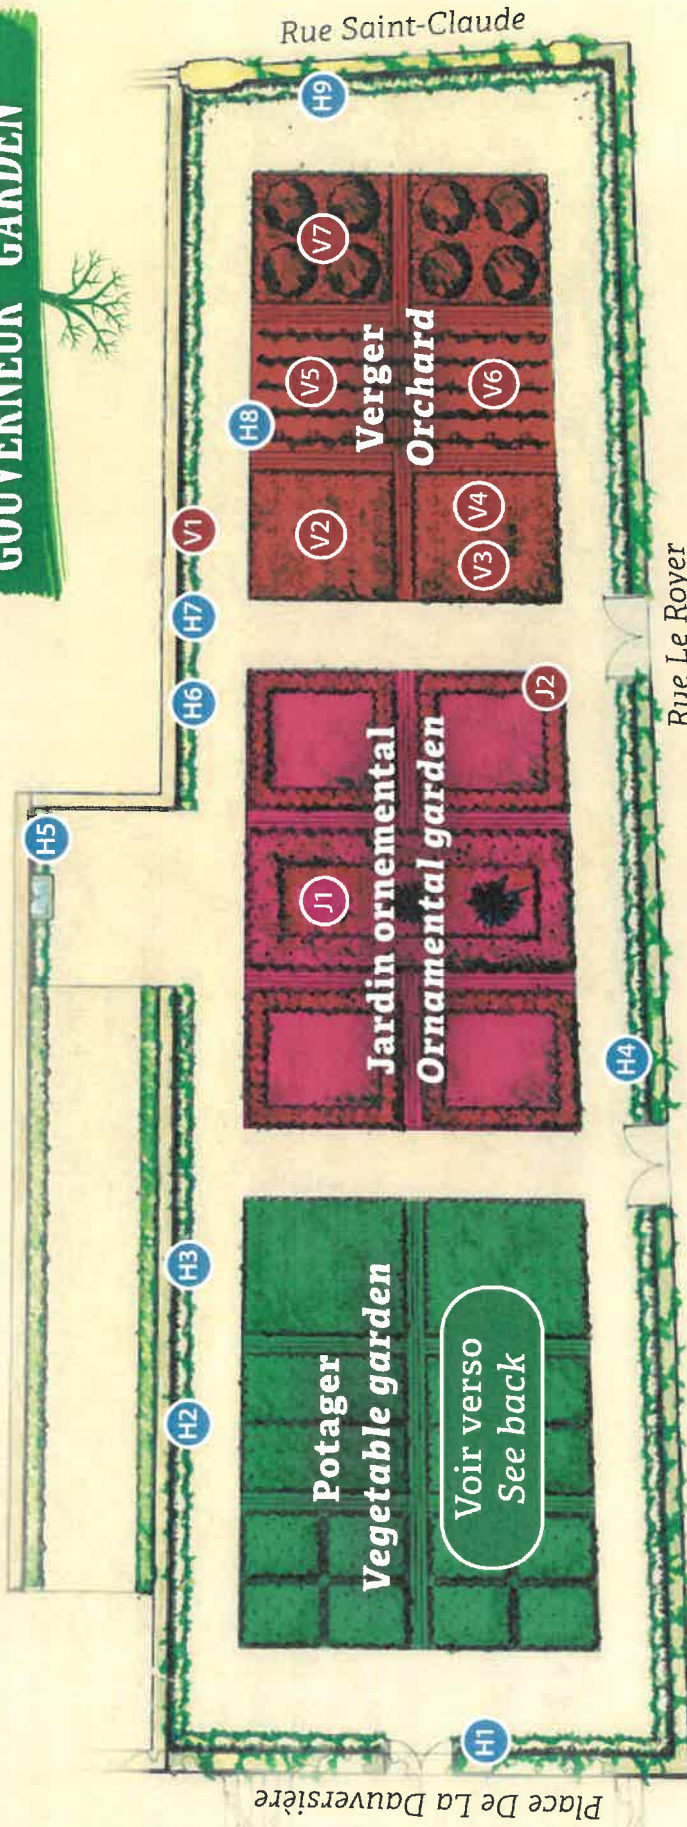 GOUVERNEUR GARDEN
Rue Saint-Claude
H9
V7
V5
Verger
Orchard
V6
H8
V2
V4
V3
V1
H7
H6
H5
Rue Le Royer
J2
Jardin ornemental
Ornamental garden
J1
H4
H3
H2
Potager
Vegetable garden
Voir verso
See back
H1
Place De La Dauversière